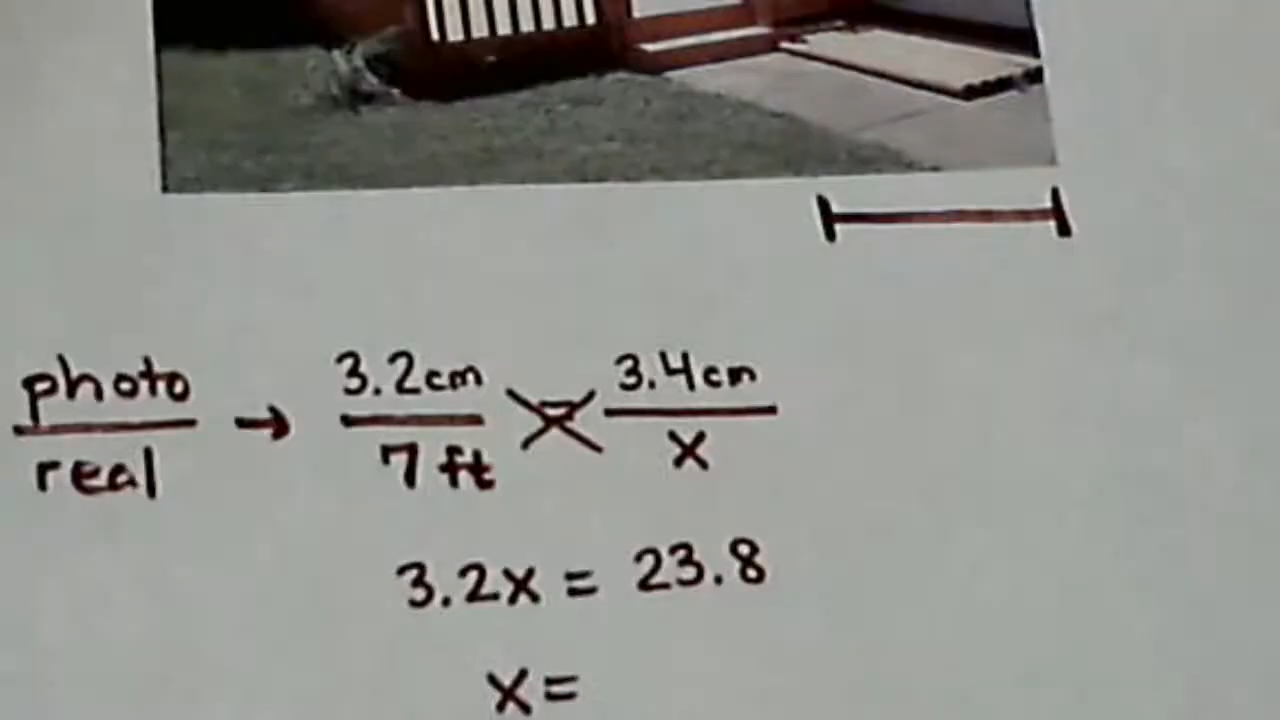 photo
real → 3.2cm
7 ft = 3.4cm
x
3.2x = 23.8
x =